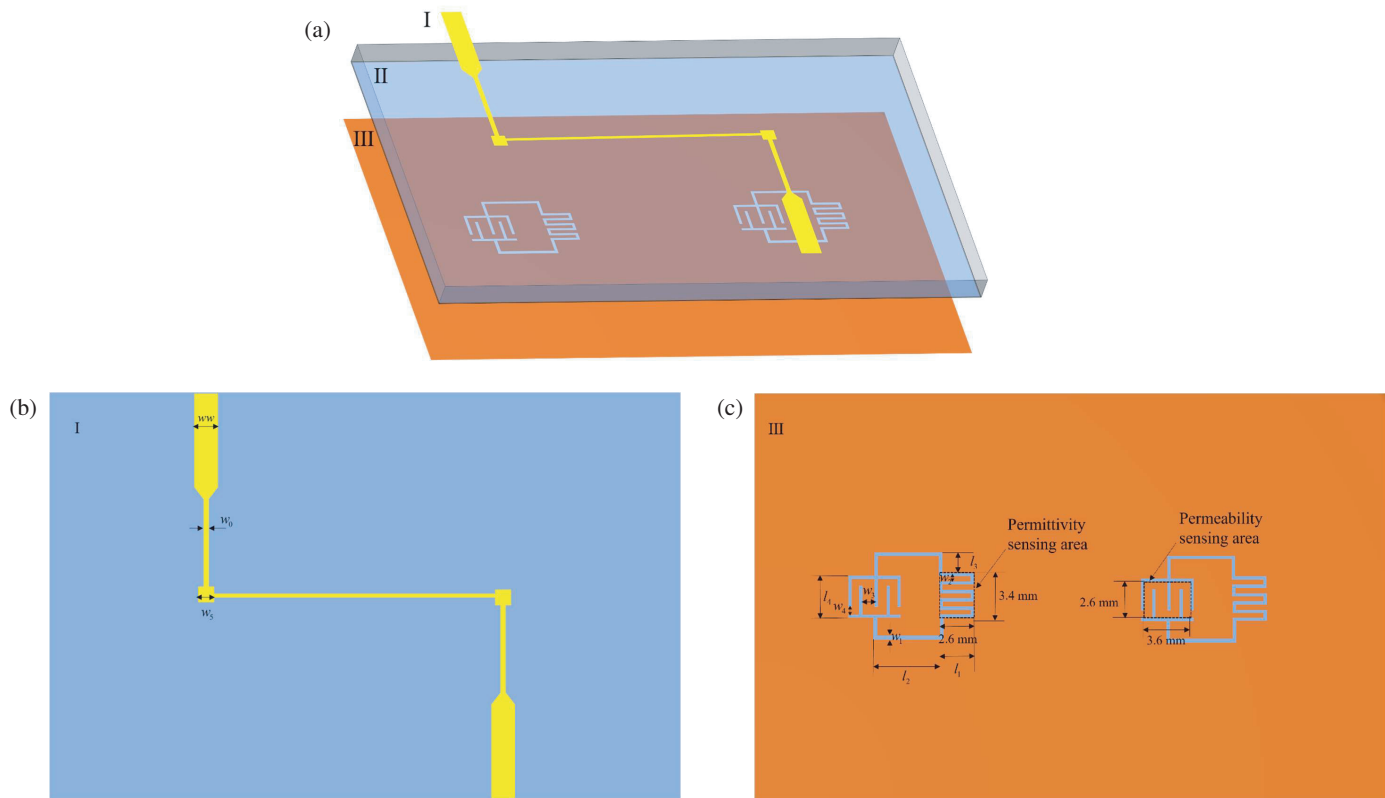 (a)
I
II
III
(b)
I
ww
w₀
w₅
(c)
III
Permittivity
sensing area
Permeability
sensing area
l₃
w₂
3.4 mm
l₄
w₃
w₄
w₁
2.6 mm
l₂
l₁
2.6 mm
3.6 mm